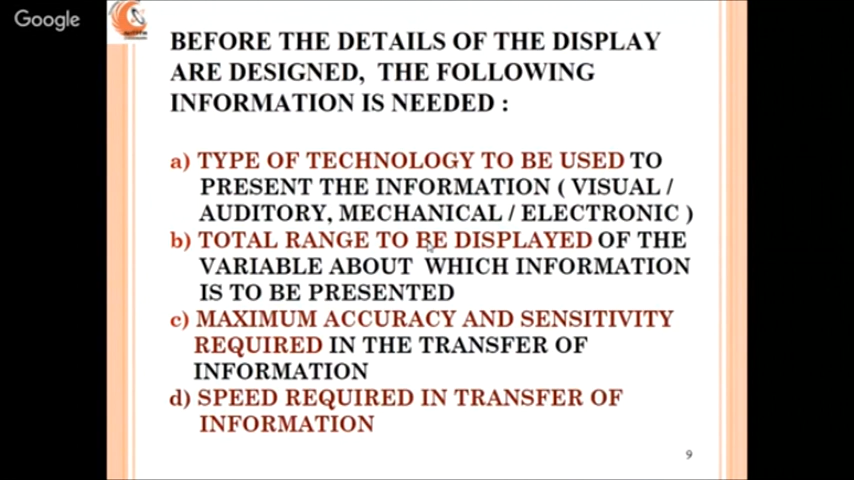 Google
BEFORE THE DETAILS OF THE DISPLAY
ARE DESIGNED, THE FOLLOWING
INFORMATION IS NEEDED :
a) TYPE OF TECHNOLOGY TO BE USED TO
PRESENT THE INFORMATION ( VISUAL /
AUDITORY, MECHANICAL / ELECTRONIC )
b) TOTAL RANGE TO BE DISPLAYED OF THE
VARIABLE ABOUT WHICH INFORMATION
IS TO BE PRESENTED
c) MAXIMUM ACCURACY AND SENSITIVITY
REQUIRED IN THE TRANSFER OF
INFORMATION
d) SPEED REQUIRED IN TRANSFER OF
INFORMATION
9